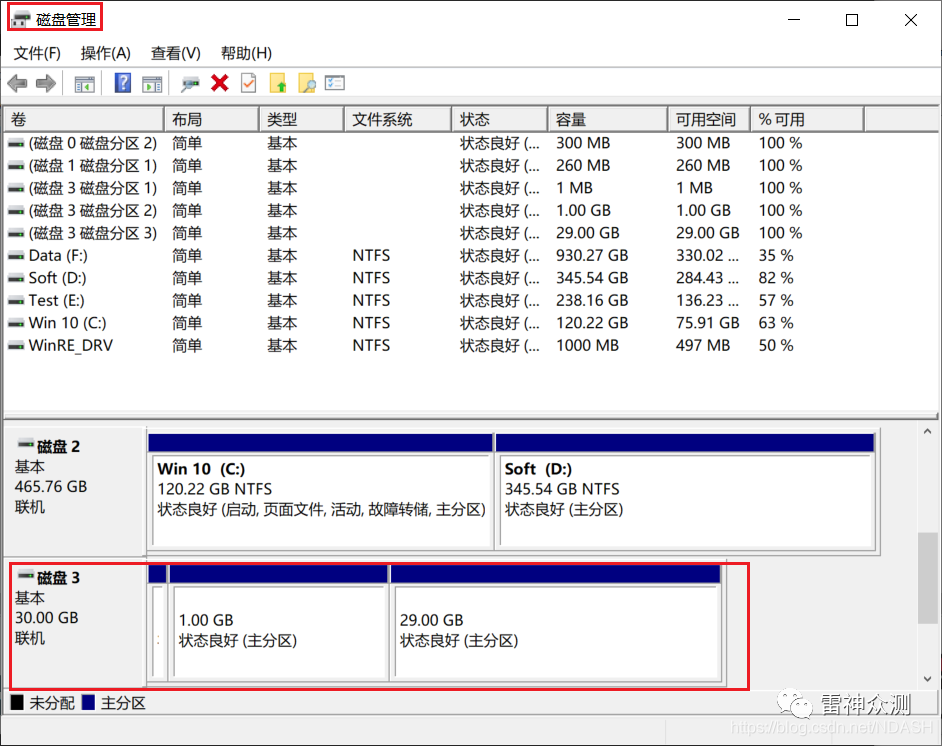 磁盘管理
文件(F) 操作(A) 查看(V) 帮助(H)
卷 布局 类型 文件系统 状态 容量 可用空间 % 可用
(磁盘 0 磁盘分区 2) 简单 基本 状态良好 (... 300 MB 300 MB 100 %
(磁盘 1 磁盘分区 1) 简单 基本 状态良好 (... 260 MB 260 MB 100 %
(磁盘 3 磁盘分区 1) 简单 基本 状态良好 (... 1 MB 1 MB 100 %
(磁盘 3 磁盘分区 2) 简单 基本 状态良好 (... 1.00 GB 1.00 GB 100 %
(磁盘 3 磁盘分区 3) 简单 基本 状态良好 (... 29.00 GB 29.00 GB 100 %
Data (F:) 简单 基本 NTFS 状态良好 (... 930.27 GB 330.02 ... 35 %
Soft (D:) 简单 基本 NTFS 状态良好 (... 345.54 GB 284.43 ... 82 %
Test (E:) 简单 基本 NTFS 状态良好 (... 238.16 GB 136.23 ... 57 %
Win 10 (C:) 简单 基本 NTFS 状态良好 (... 120.22 GB 75.91 GB 63 %
WinRE_DRV 简单 基本 NTFS 状态良好 (... 1000 MB 497 MB 50 %
磁盘 2
基本
465.76 GB
联机
Win 10 (C:)
120.22 GB NTFS
状态良好 (启动, 页面文件, 活动, 故障转储, 主分区)
Soft (D:)
345.54 GB NTFS
状态良好 (主分区)
磁盘 3
基本
30.00 GB
联机
1.00 GB
状态良好 (主分区)
29.00 GB
状态良好 (主分区)
未分配 主分区
雷神众测
https://blog.csdn.net/NDASH